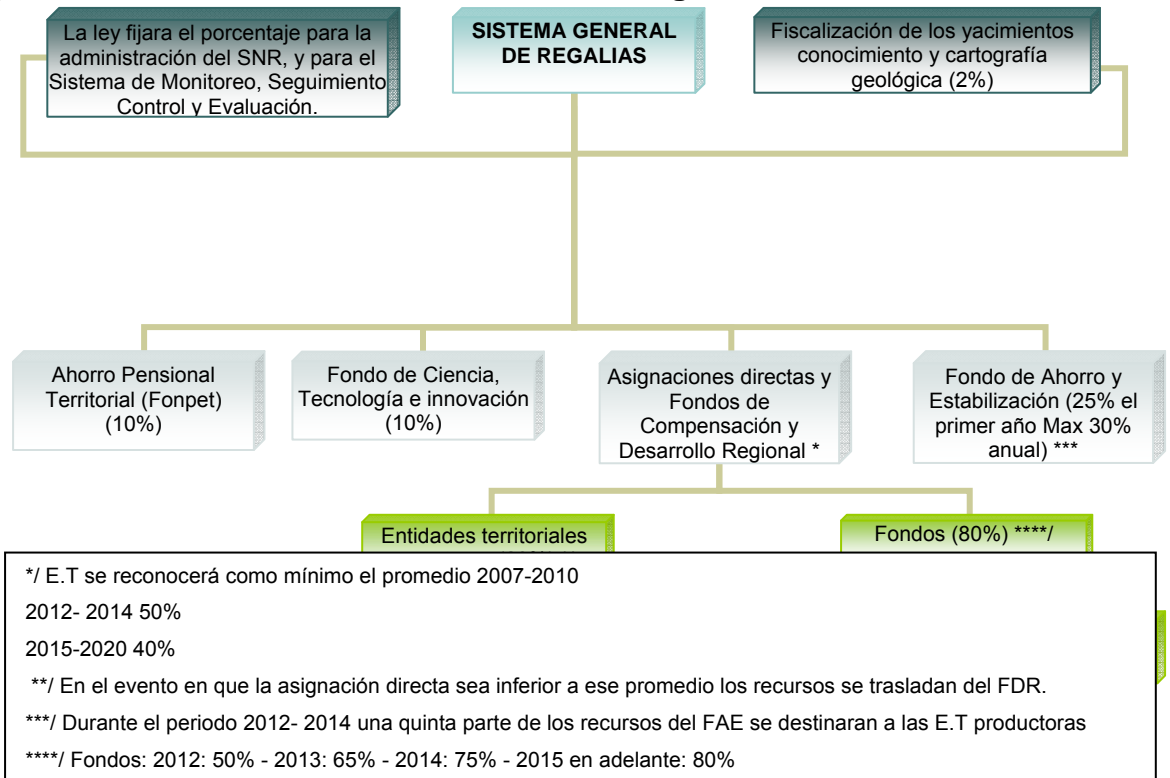 La ley fijara el porcentaje para la
administración del SNR, y para el
Sistema de Monitoreo, Seguimiento
Control y Evaluación.
SISTEMA GENERAL
DE REGALIAS
Fiscalización de los yacimientos
conocimiento y cartografía
geológica (2%)
Ahorro Pensional
Territorial (Fonpet)
(10%)
Fondo de Ciencia,
Tecnología e innovación
(10%)
Asignaciones directas y
Fondos de
Compensación y
Desarrollo Regional *
Fondo de Ahorro y
Estabilización (25% el
primer año Max 30%
anual) ***
Entidades territoriales
Fondos (80%) ****/
*/ E.T se reconocerá como mínimo el promedio 2007-2010
2012- 2014 50%
2015-2020 40%
**/ En el evento en que la asignación directa sea inferior a ese promedio los recursos se trasladan del FDR.
***/ Durante el periodo 2012- 2014 una quinta parte de los recursos del FAE se destinaran a las E.T productoras
****/ Fondos: 2012: 50% - 2013: 65% - 2014: 75% - 2015 en adelante: 80%